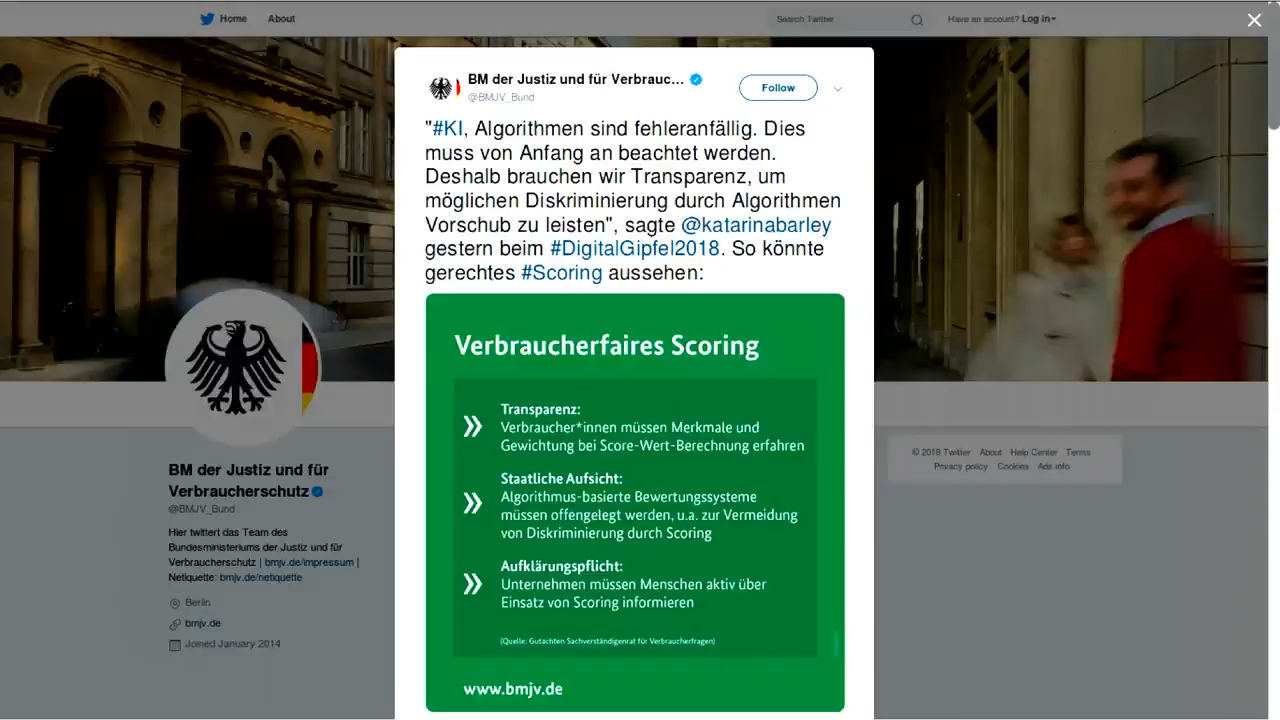 Home About Search Twitter Have an account? Log in
BM der Justiz und für Verbrauc...
@BMJV_Bund
Follow
"#KI, Algorithmen sind fehleranfällig. Dies
muss von Anfang an beachtet werden.
Deshalb brauchen wir Transparenz, um
möglichen Diskriminierung durch Algorithmen
Vorschub zu leisten", sagte @katarinabarley
gestern beim #DigitalGipfel2018. So könnte
gerechtes #Scoring aussehen:
Verbraucherfaires Scoring
Transparenz:
Verbraucher*innen müssen Merkmale und
Gewichtung bei Score-Wert-Berechnung erfahren
Staatliche Aufsicht:
Algorithmus-basierte Bewertungssysteme
müssen offengelegt werden, u.a. zur Vermeidung
von Diskriminierung durch Scoring
Aufklärungspflicht:
Unternehmen müssen Menschen aktiv über
Einsatz von Scoring informieren
(Quelle: Gutachten Sachverständigenrat für Verbraucherfragen)
www.bmjv.de
BM der Justiz und für
Verbraucherschutz
@BMJV_Bund
Hier twittert das Team des
Bundesministeriums der Justiz und für
Verbraucherschutz | bmjv.de/impressum |
Netiquette: bmjv.de/netiquette
Berlin
bmjv.de
Joined January 2014
© 2018 Twitter About Help Center Terms
Privacy policy Cookies Ads info